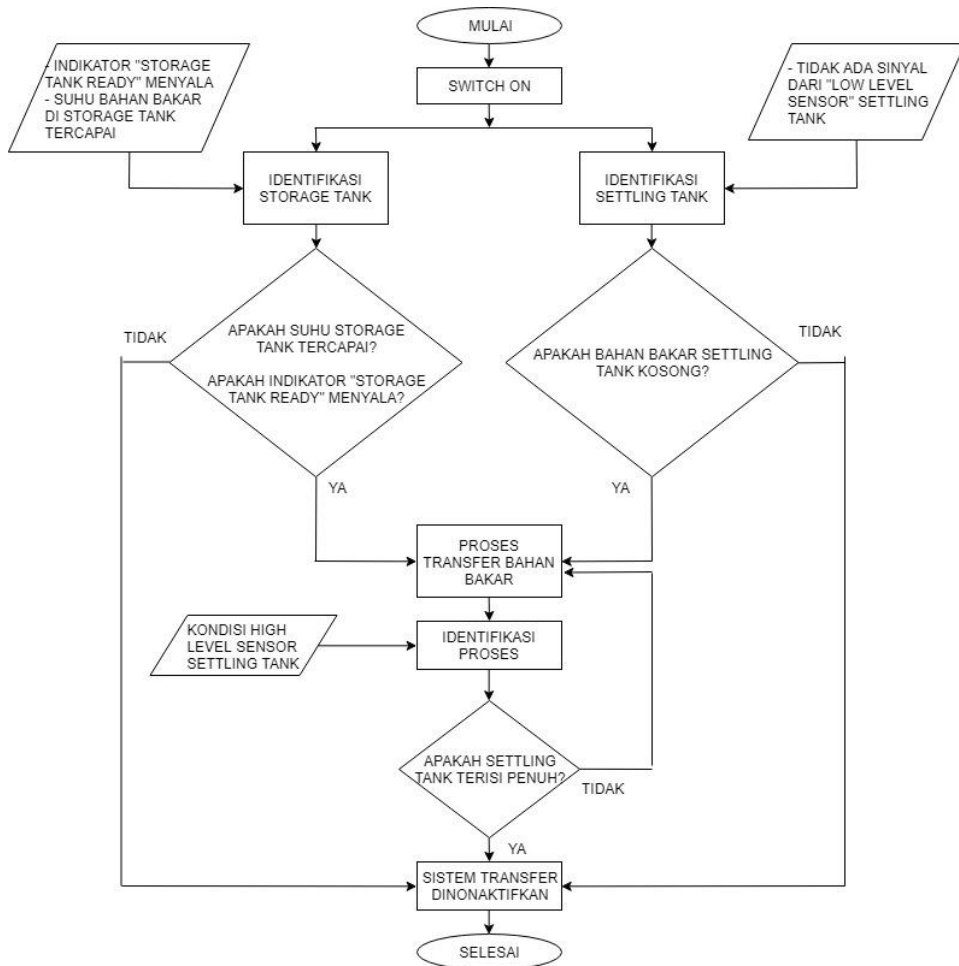 MULAI
- INDIKATOR "STORAGE
TANK READY" MENYALA
- SUHU BAHAN BAKAR
DI STORAGE TANK
TERCAPAI
SWITCH ON
- TIDAK ADA SINYAL
DARI "LOW LEVEL
SENSOR" SETTLING
TANK
IDENTIFIKASI
STORAGE TANK
IDENTIFIKASI
SETTLING TANK
TIDAK
APAKAH SUHU STORAGE
TANK TERCAPAI?
APAKAH INDIKATOR "STORAGE
TANK READY" MENYALA?
APAKAH BAHAN BAKAR SETTLING
TANK KOSONG?
TIDAK
YA
YA
PROSES
TRANSFER BAHAN
BAKAR
KONDISI HIGH
LEVEL SENSOR
SETTLING TANK
IDENTIFIKASI
PROSES
APAKAH SETTLING
TANK TERISI PENUH?
TIDAK
YA
SISTEM TRANSFER
DINONAKTIFKAN
SELESAI